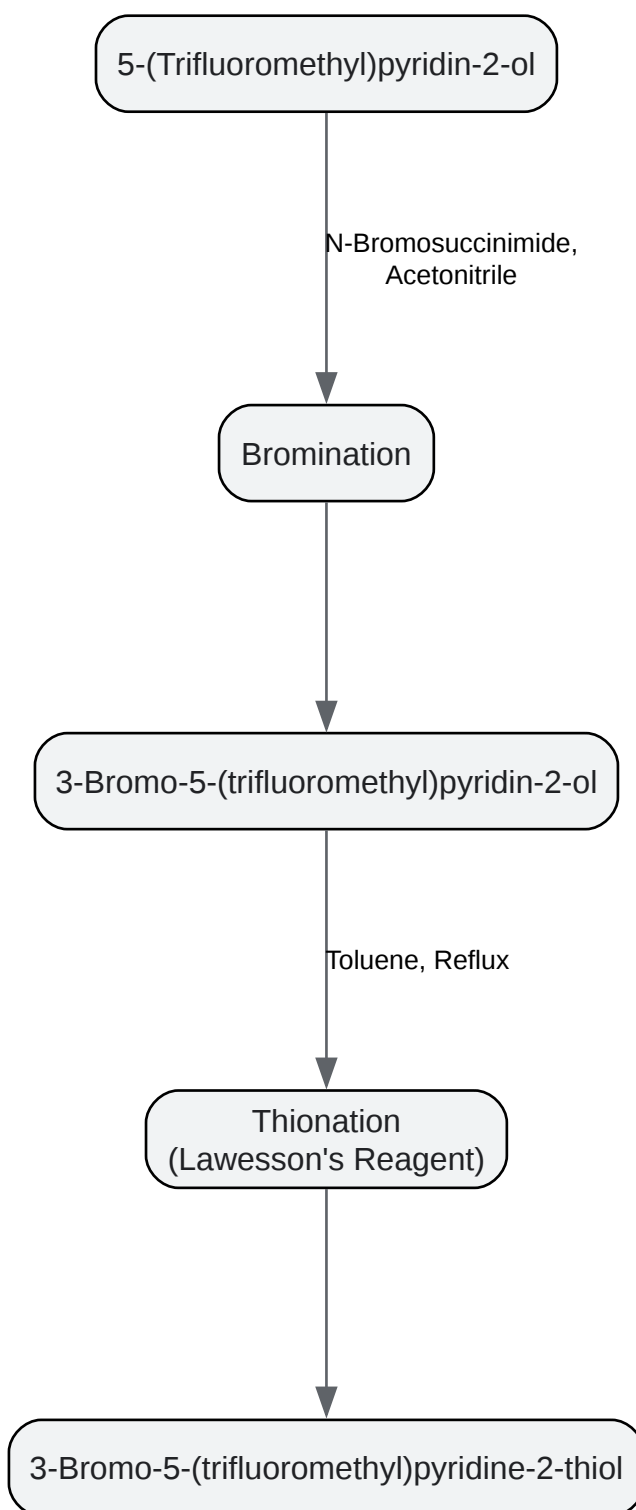 5-(Trifluoromethyl)pyridin-2-ol
N-Bromosuccinimide,
Acetonitrile
Bromination
3-Bromo-5-(trifluoromethyl)pyridin-2-ol
Toluene, Reflux
Thionation
(Lawesson's Reagent)
3-Bromo-5-(trifluoromethyl)pyridine-2-thiol